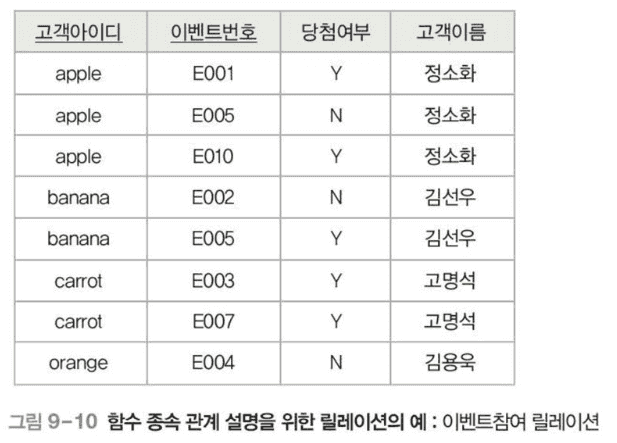 고객아이디 이벤트번호 당첨여부 고객이름
apple E001 Y 정소화
apple E005 N 정소화
apple E010 Y 정소화
banana E002 N 김선우
banana E005 Y 김선우
carrot E003 Y 고명석
carrot E007 Y 고명석
orange E004 N 김용욱
그림 9-10 함수 종속 관계 설명을 위한 릴레이션의 예 : 이벤트참여 릴레이션